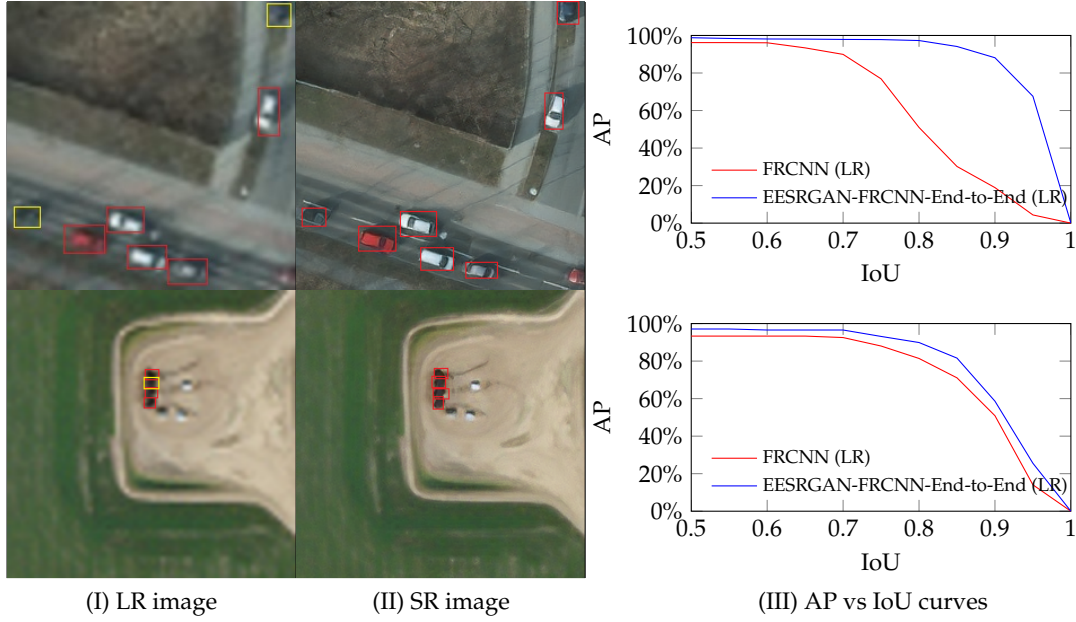 100%
80%
60%
40%
20%
0%
AP
FRCNN (LR)
EESRGAN-FRCNN-End-to-End (LR)
0.5 0.6 0.7 0.8 0.9 1
IoU
100%
80%
60%
40%
20%
0%
AP
FRCNN (LR)
EESRGAN-FRCNN-End-to-End (LR)
0.5 0.6 0.7 0.8 0.9 1
IoU
(I) LR image (II) SR image (III) AP vs IoU curves